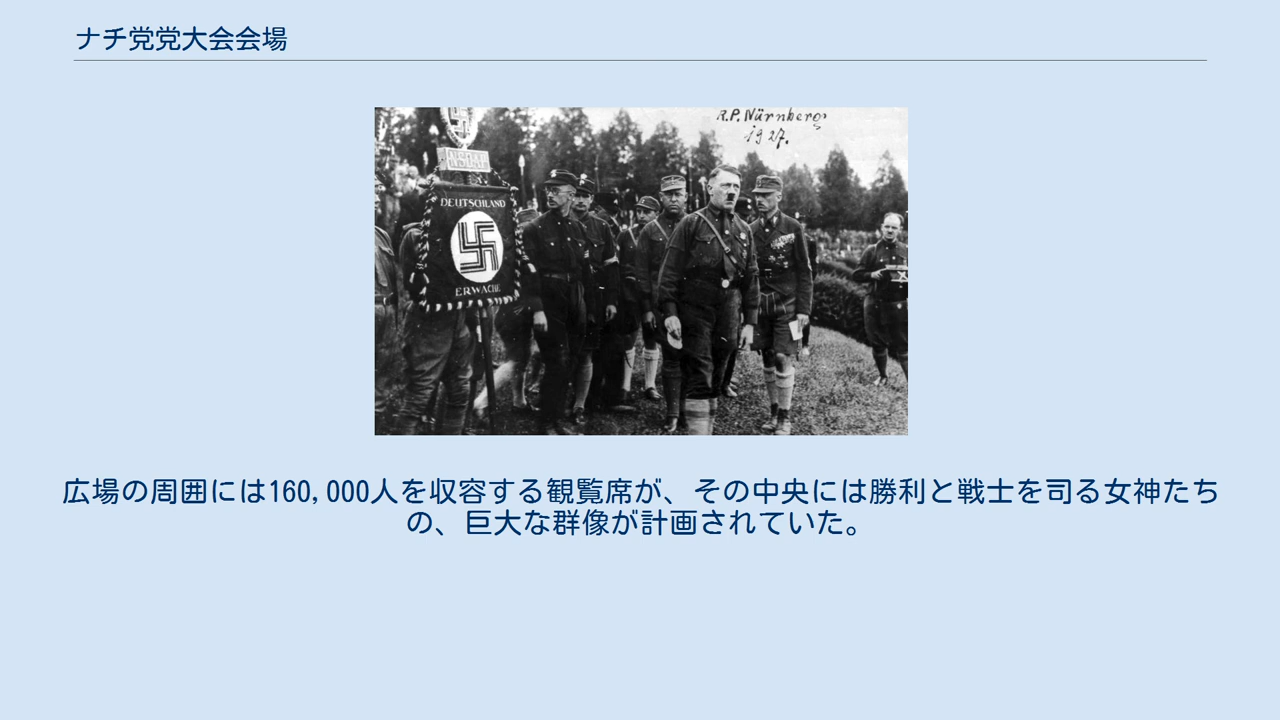 ナチ党党大会会場
R.P. Nürnberg
1927.
DEUTSCHLAND
ERWACHE
広場の周囲には160,000人を収容する観覧席が、その中央には勝利と戦士を司る女神たち
の、巨大な群像が計画されていた。